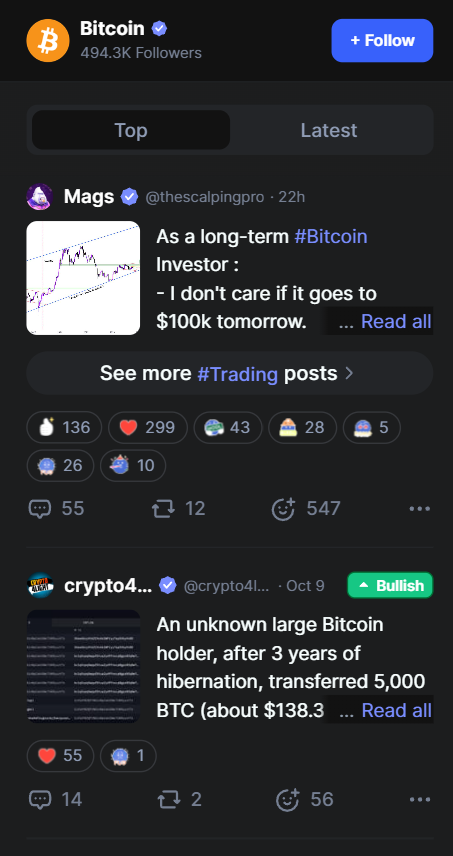 Bitcoin
494.3K Followers
+ Follow
Top
Latest
Mags @thescalpingpro · 22h
As a long-term #Bitcoin
Investor :
- I don't care if it goes to
$100k tomorrow. ... Read all
See more #Trading posts >
136 299 43 28 5
26 10
55 12 547 ...
crypto4... @crypto4l... · Oct 9 Bullish
An unknown large Bitcoin
holder, after 3 years of
hibernation, transferred 5,000
BTC (about $138.3 ... Read all
55 1
14 2 56 ...